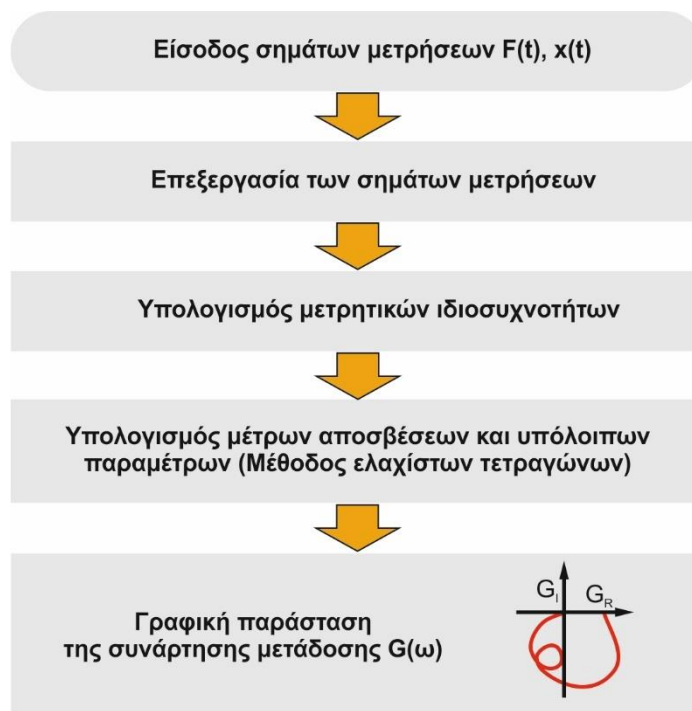 Είσοδος σημάτων μετρήσεων F(t), x(t)
Επεξεργασία των σημάτων μετρήσεων
Υπολογισμός μετρητικών ιδιοσυχνοτήτων
Υπολογισμός μέτρων αποσβέσεων και υπόλοιπων
παραμέτρων (Μέθοδος ελαχίστων τετραγώνων)
Γραφική παράσταση
της συνάρτησης μετάδοσης G(ω)
G_I G_R